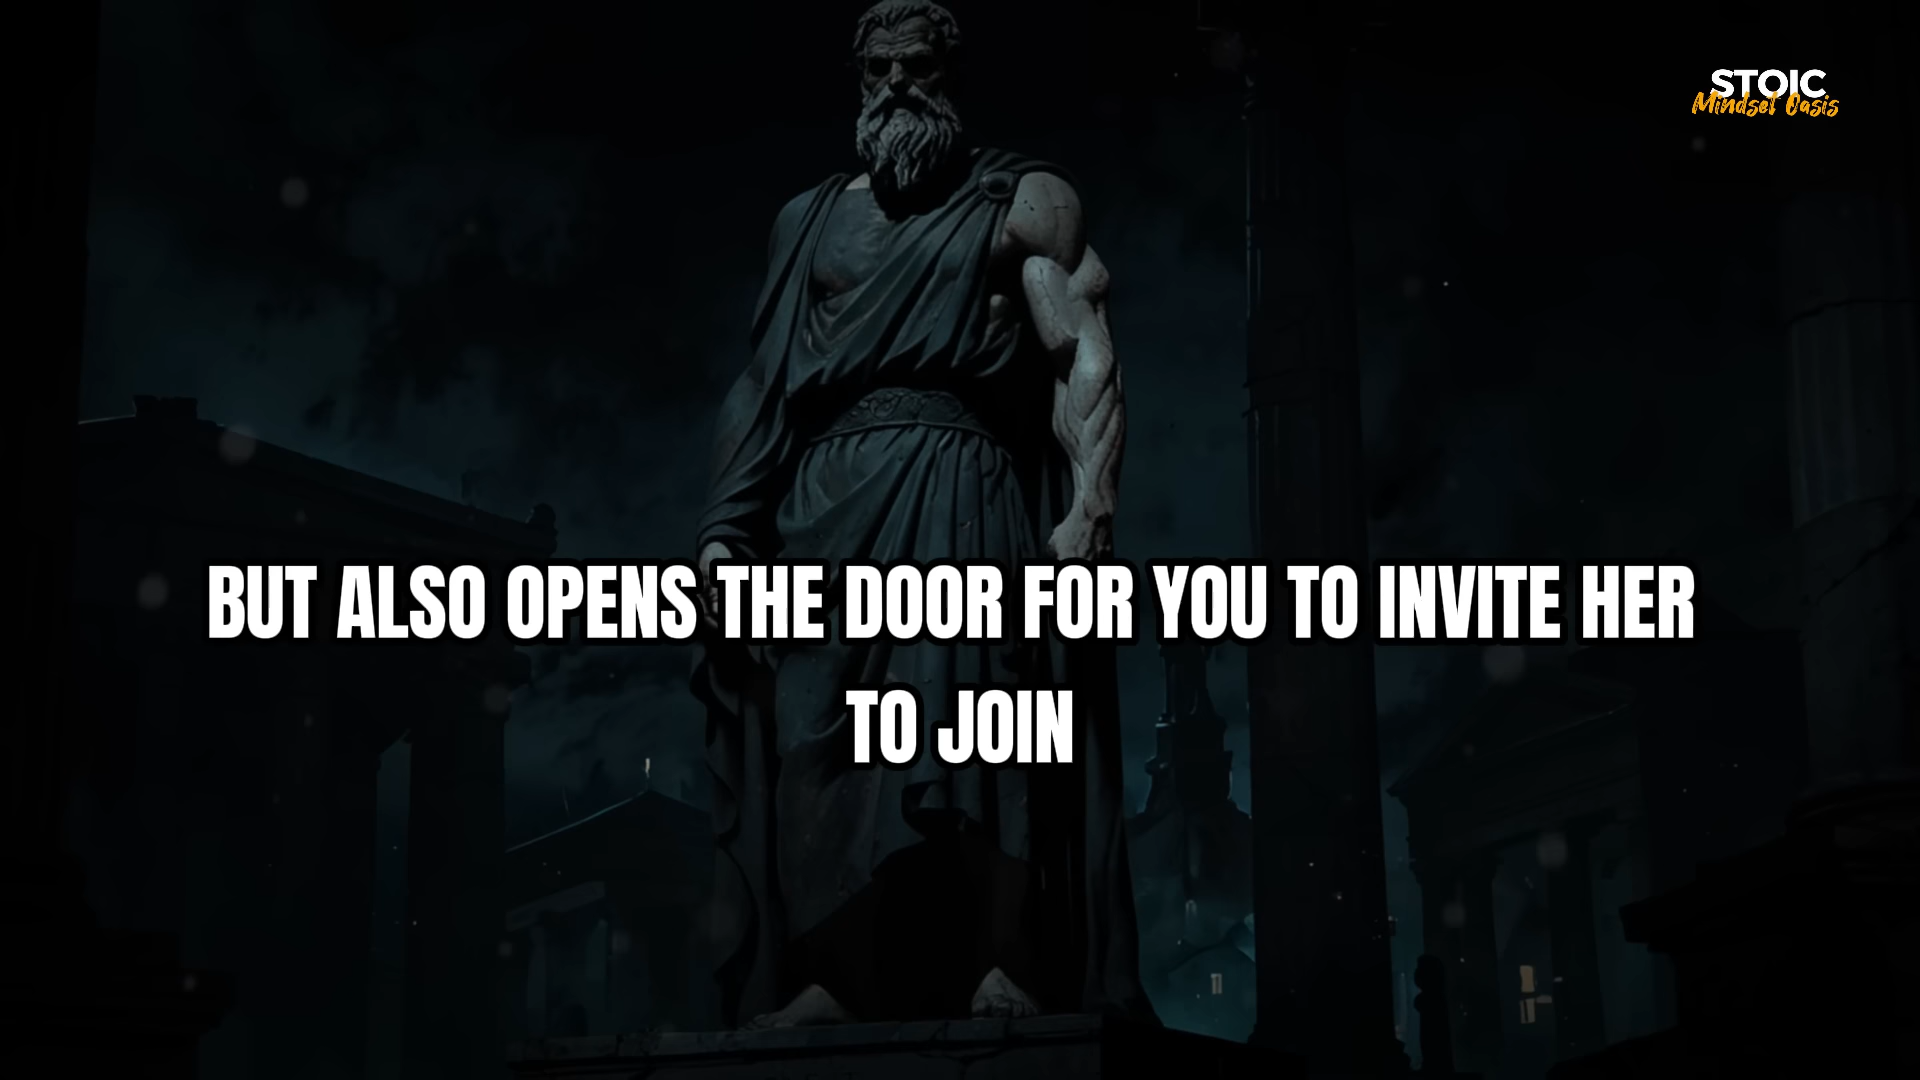 STOIC
Mindset Oasis
BUT ALSO OPENS THE DOOR FOR YOU TO INVITE HER
TO JOIN